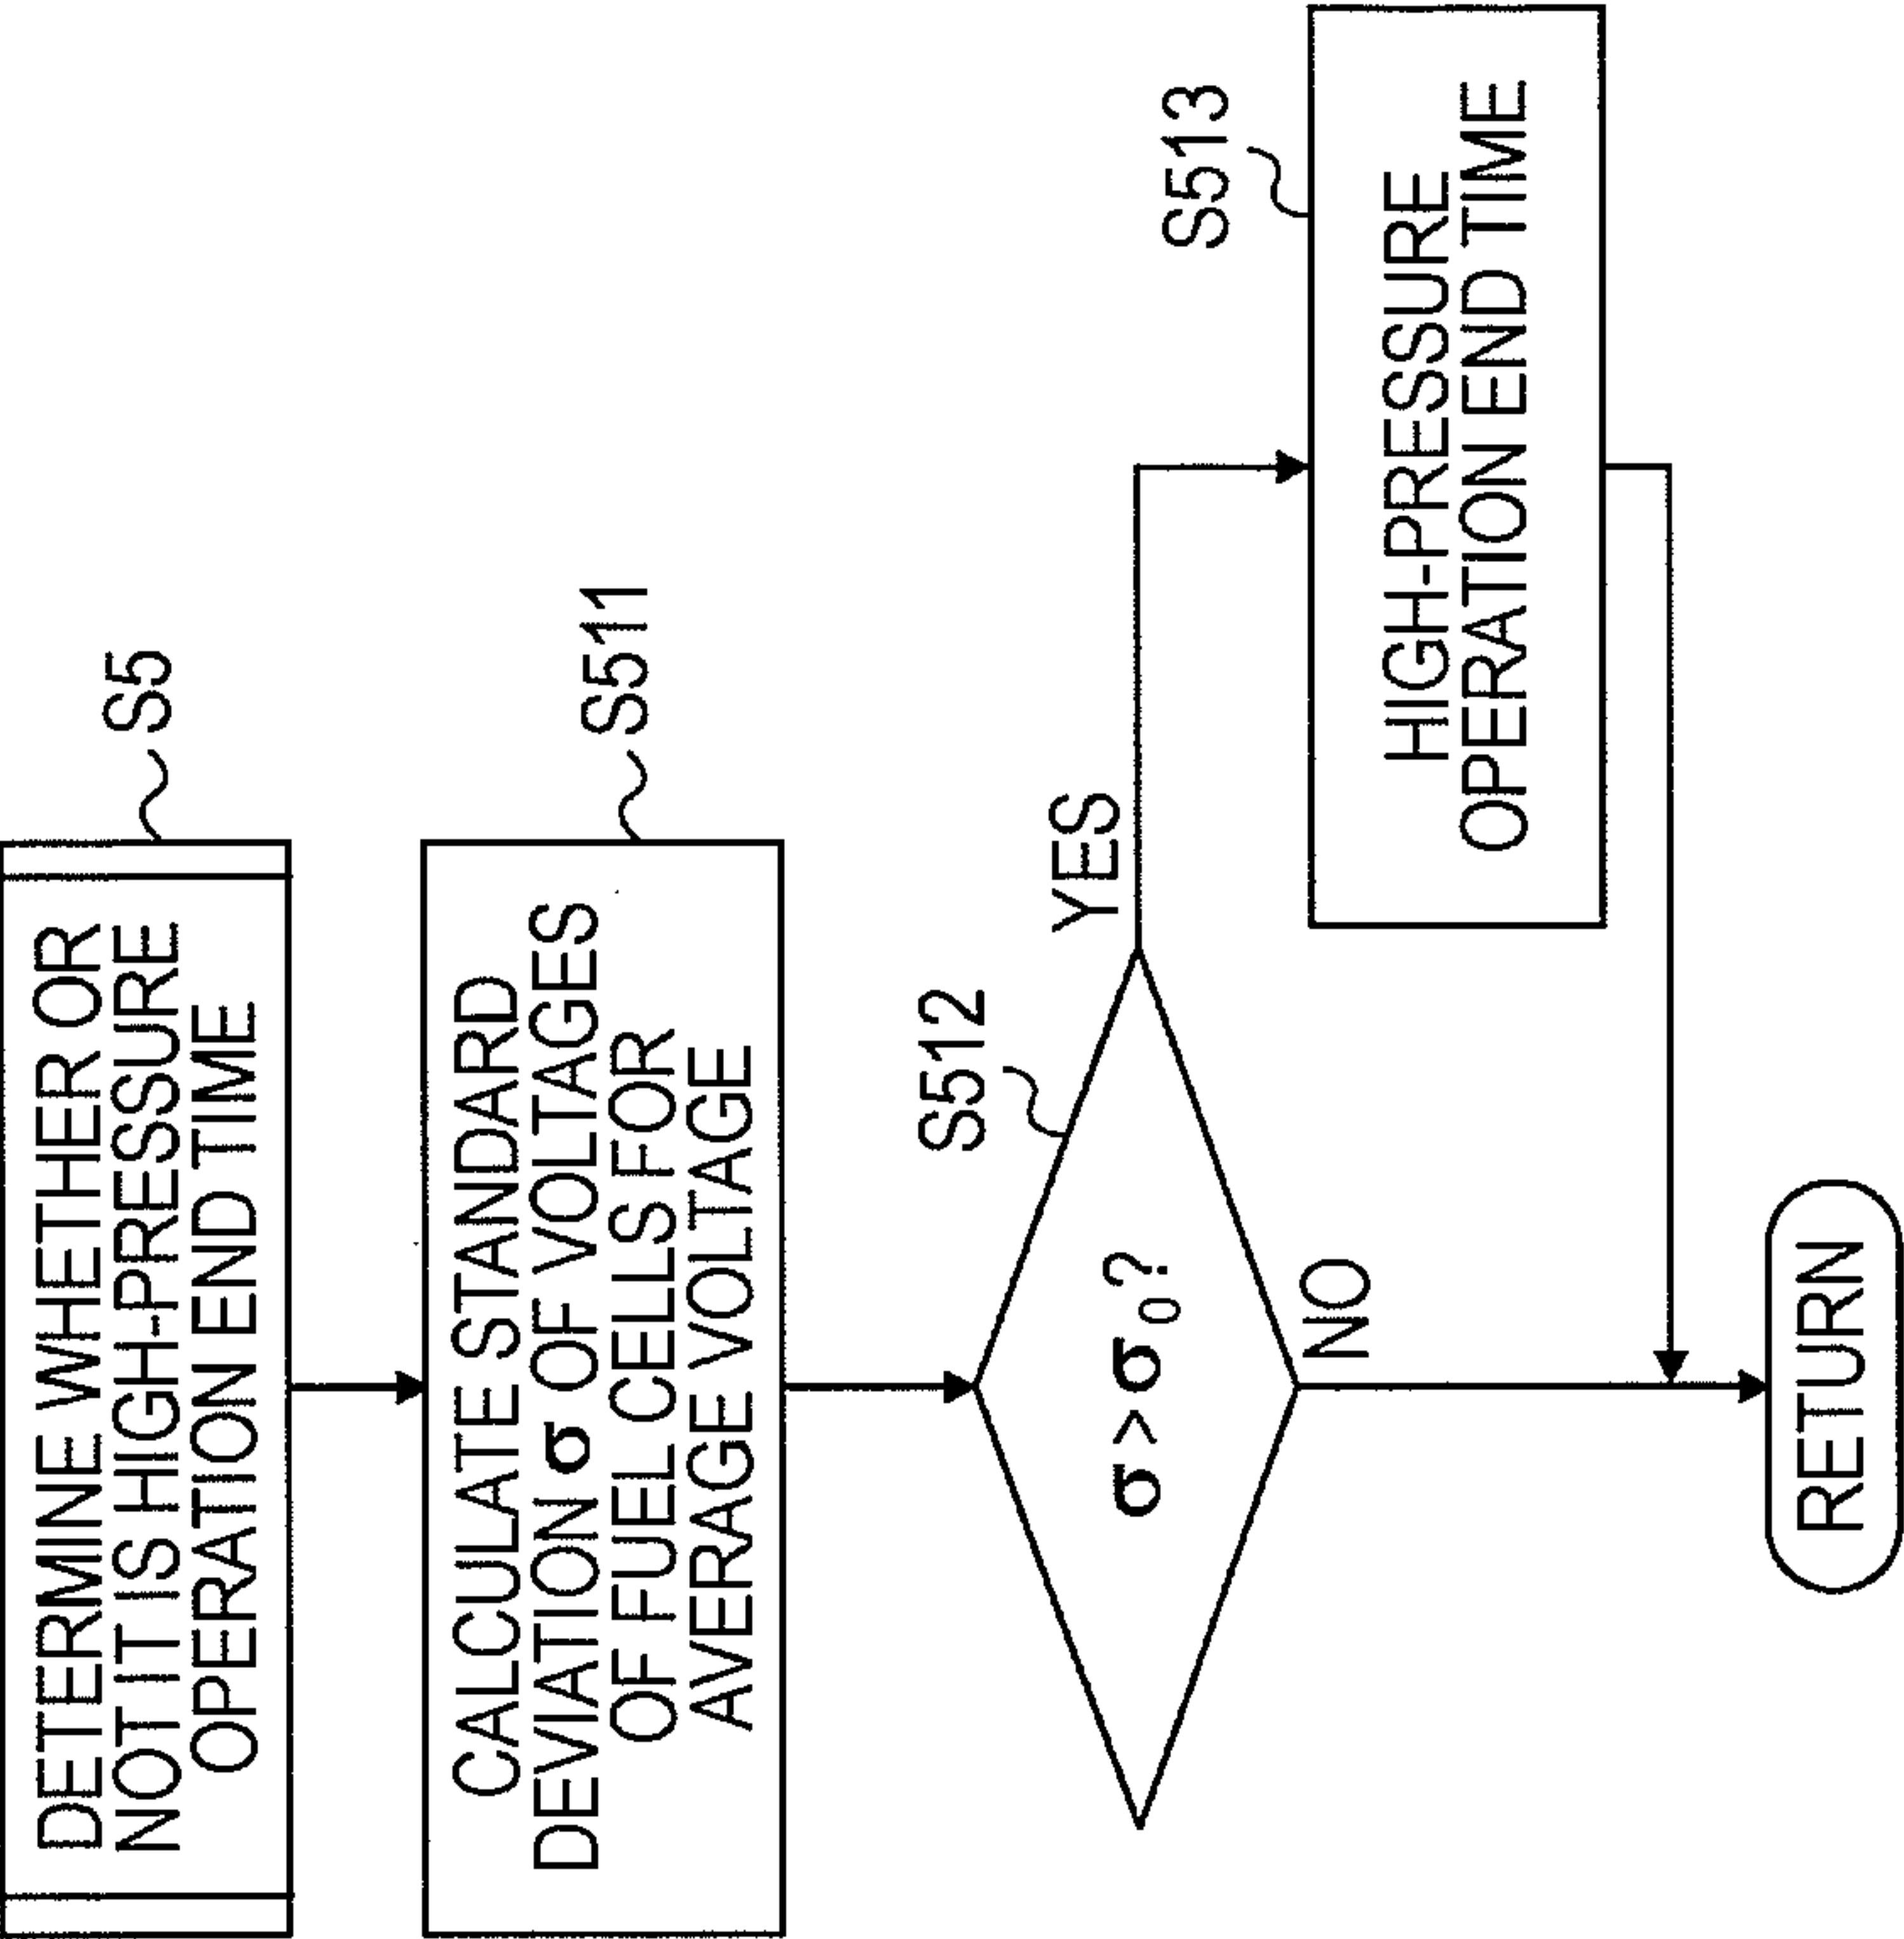 DETERMINE WHETHER OR
NOT IT IS HIGH-PRESSURE
OPERATION END TIME
S5
CALCULATE STANDARD
DEVIATION σ OF VOLTAGES
OF FUEL CELLS FOR
AVERAGE VOLTAGE
S511
S512
σ > σ₀?
YES
NO
S513
HIGH-PRESSURE
OPERATION END TIME
RETURN